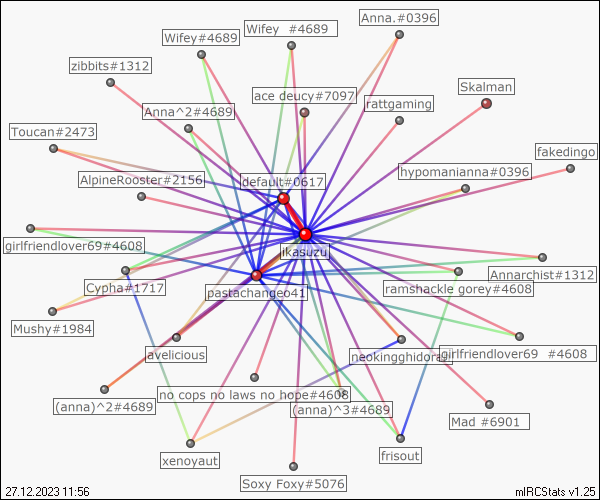 Anna.#0396
Wifey  #4689
Wifey#4689
zibbits#1312
Skalman
ace deucy#7097
rattgaming
Anna^2#4689
Toucan#2473
fakedingo
hypomanianna#0396
AlpineRooster#2156
default#0617
girlfriendlover69#4608
ikasuzu
Annarchist#1312
Cypha#1717
ramshackle gorey#4608
pastachange041
Mushy#1984
avelicious
neokingghidorah
girlfriendlover69  #4608
no cops no laws no hope#4608
(anna)^2#4689
(anna)^3#4689
Mad #6901
xenoyaut
frisout
Soxy Foxy#5076
27.12.2023 11:56
mIRCStats v1.25